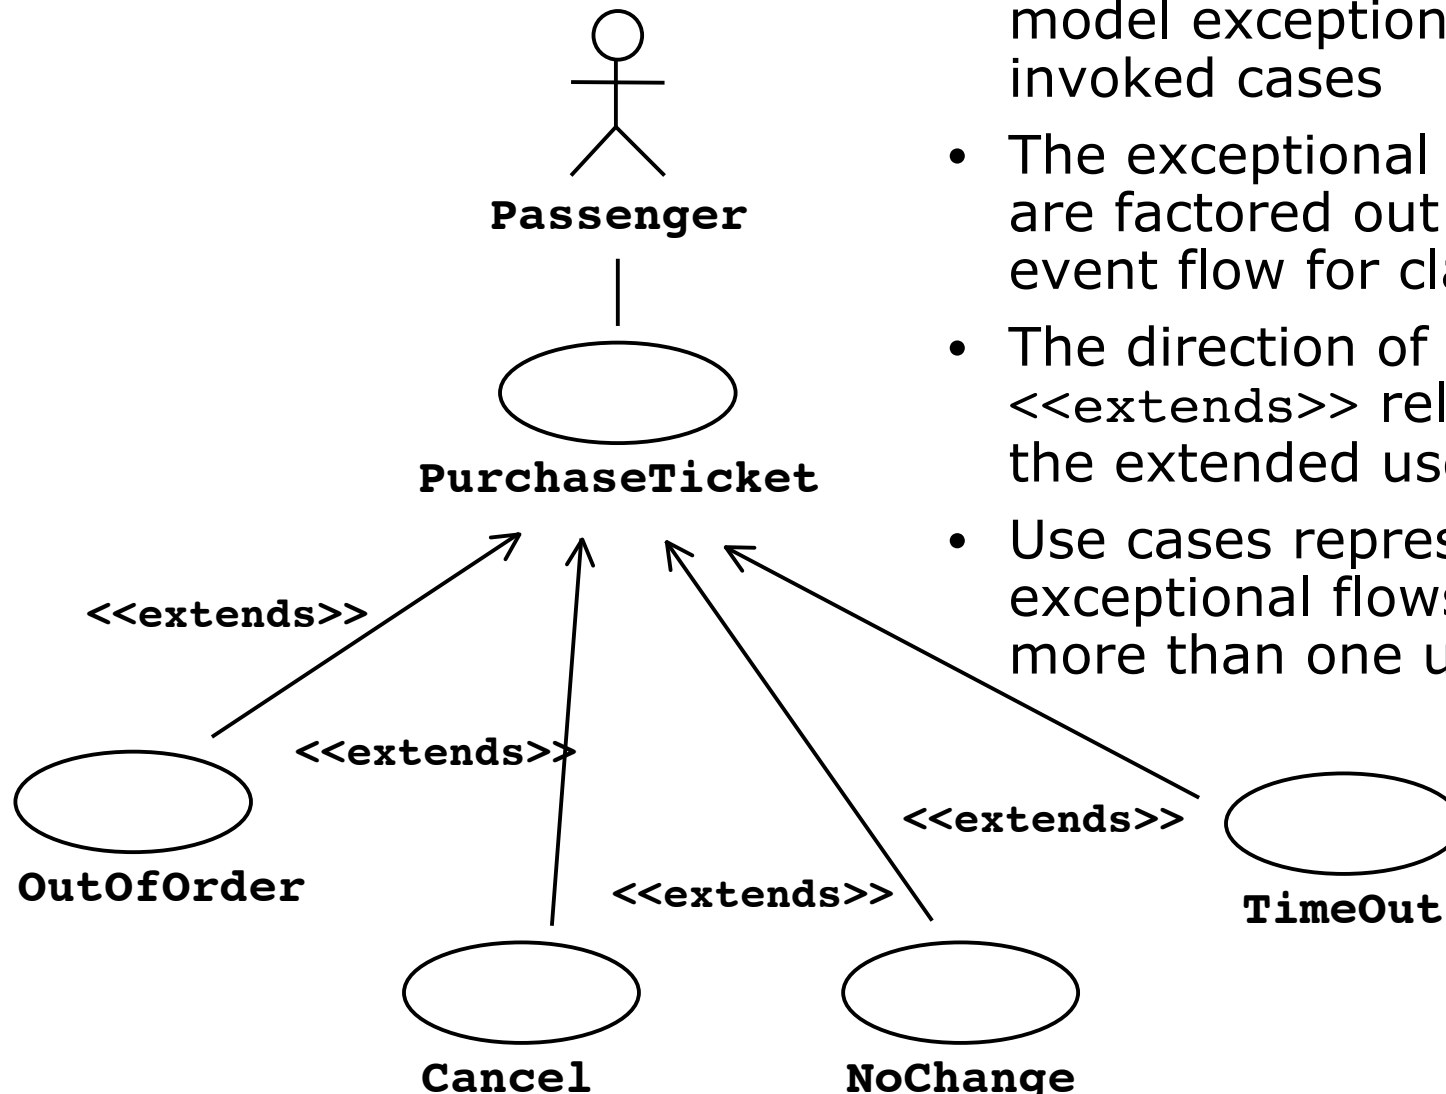 model exception
invoked cases
• The exceptional
are factored out
event flow for cla
• The direction of
<<extends>> rel
the extended us
• Use cases repres
exceptional flows
more than one u
Passenger
PurchaseTicket
<<extends>>
<<extends>>
<<extends>>
<<extends>>
OutOfOrder
TimeOut
Cancel
NoChange